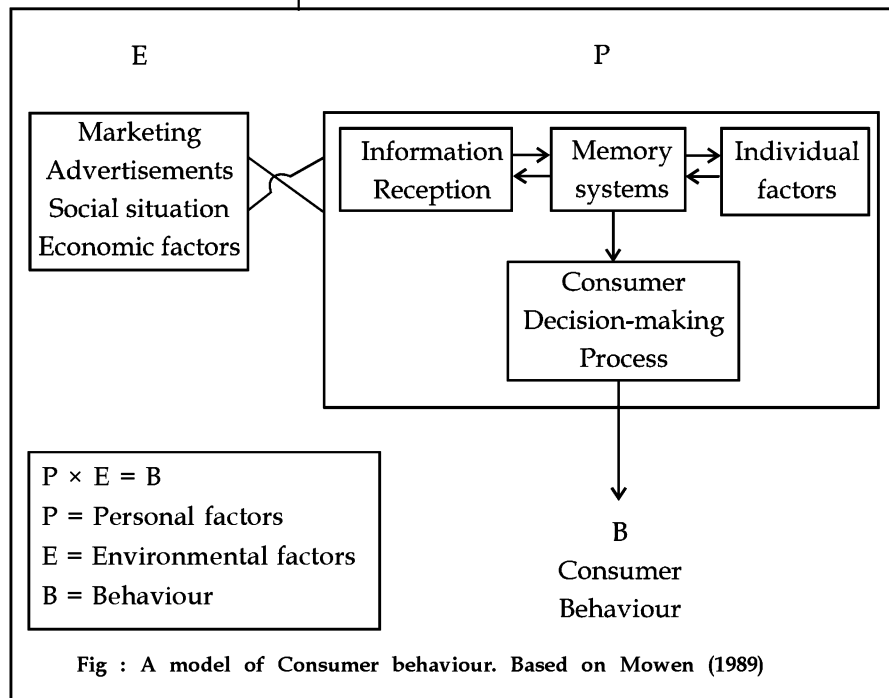 E
P
Marketing
Advertisements
Social situation
Economic factors
Information
Reception
Memory
systems
Individual
factors
Consumer
Decision-making
Process
P × E = B
P = Personal factors
E = Environmental factors
B = Behaviour
B
Consumer
Behaviour
Fig : A model of Consumer behaviour. Based on Mowen (1989)